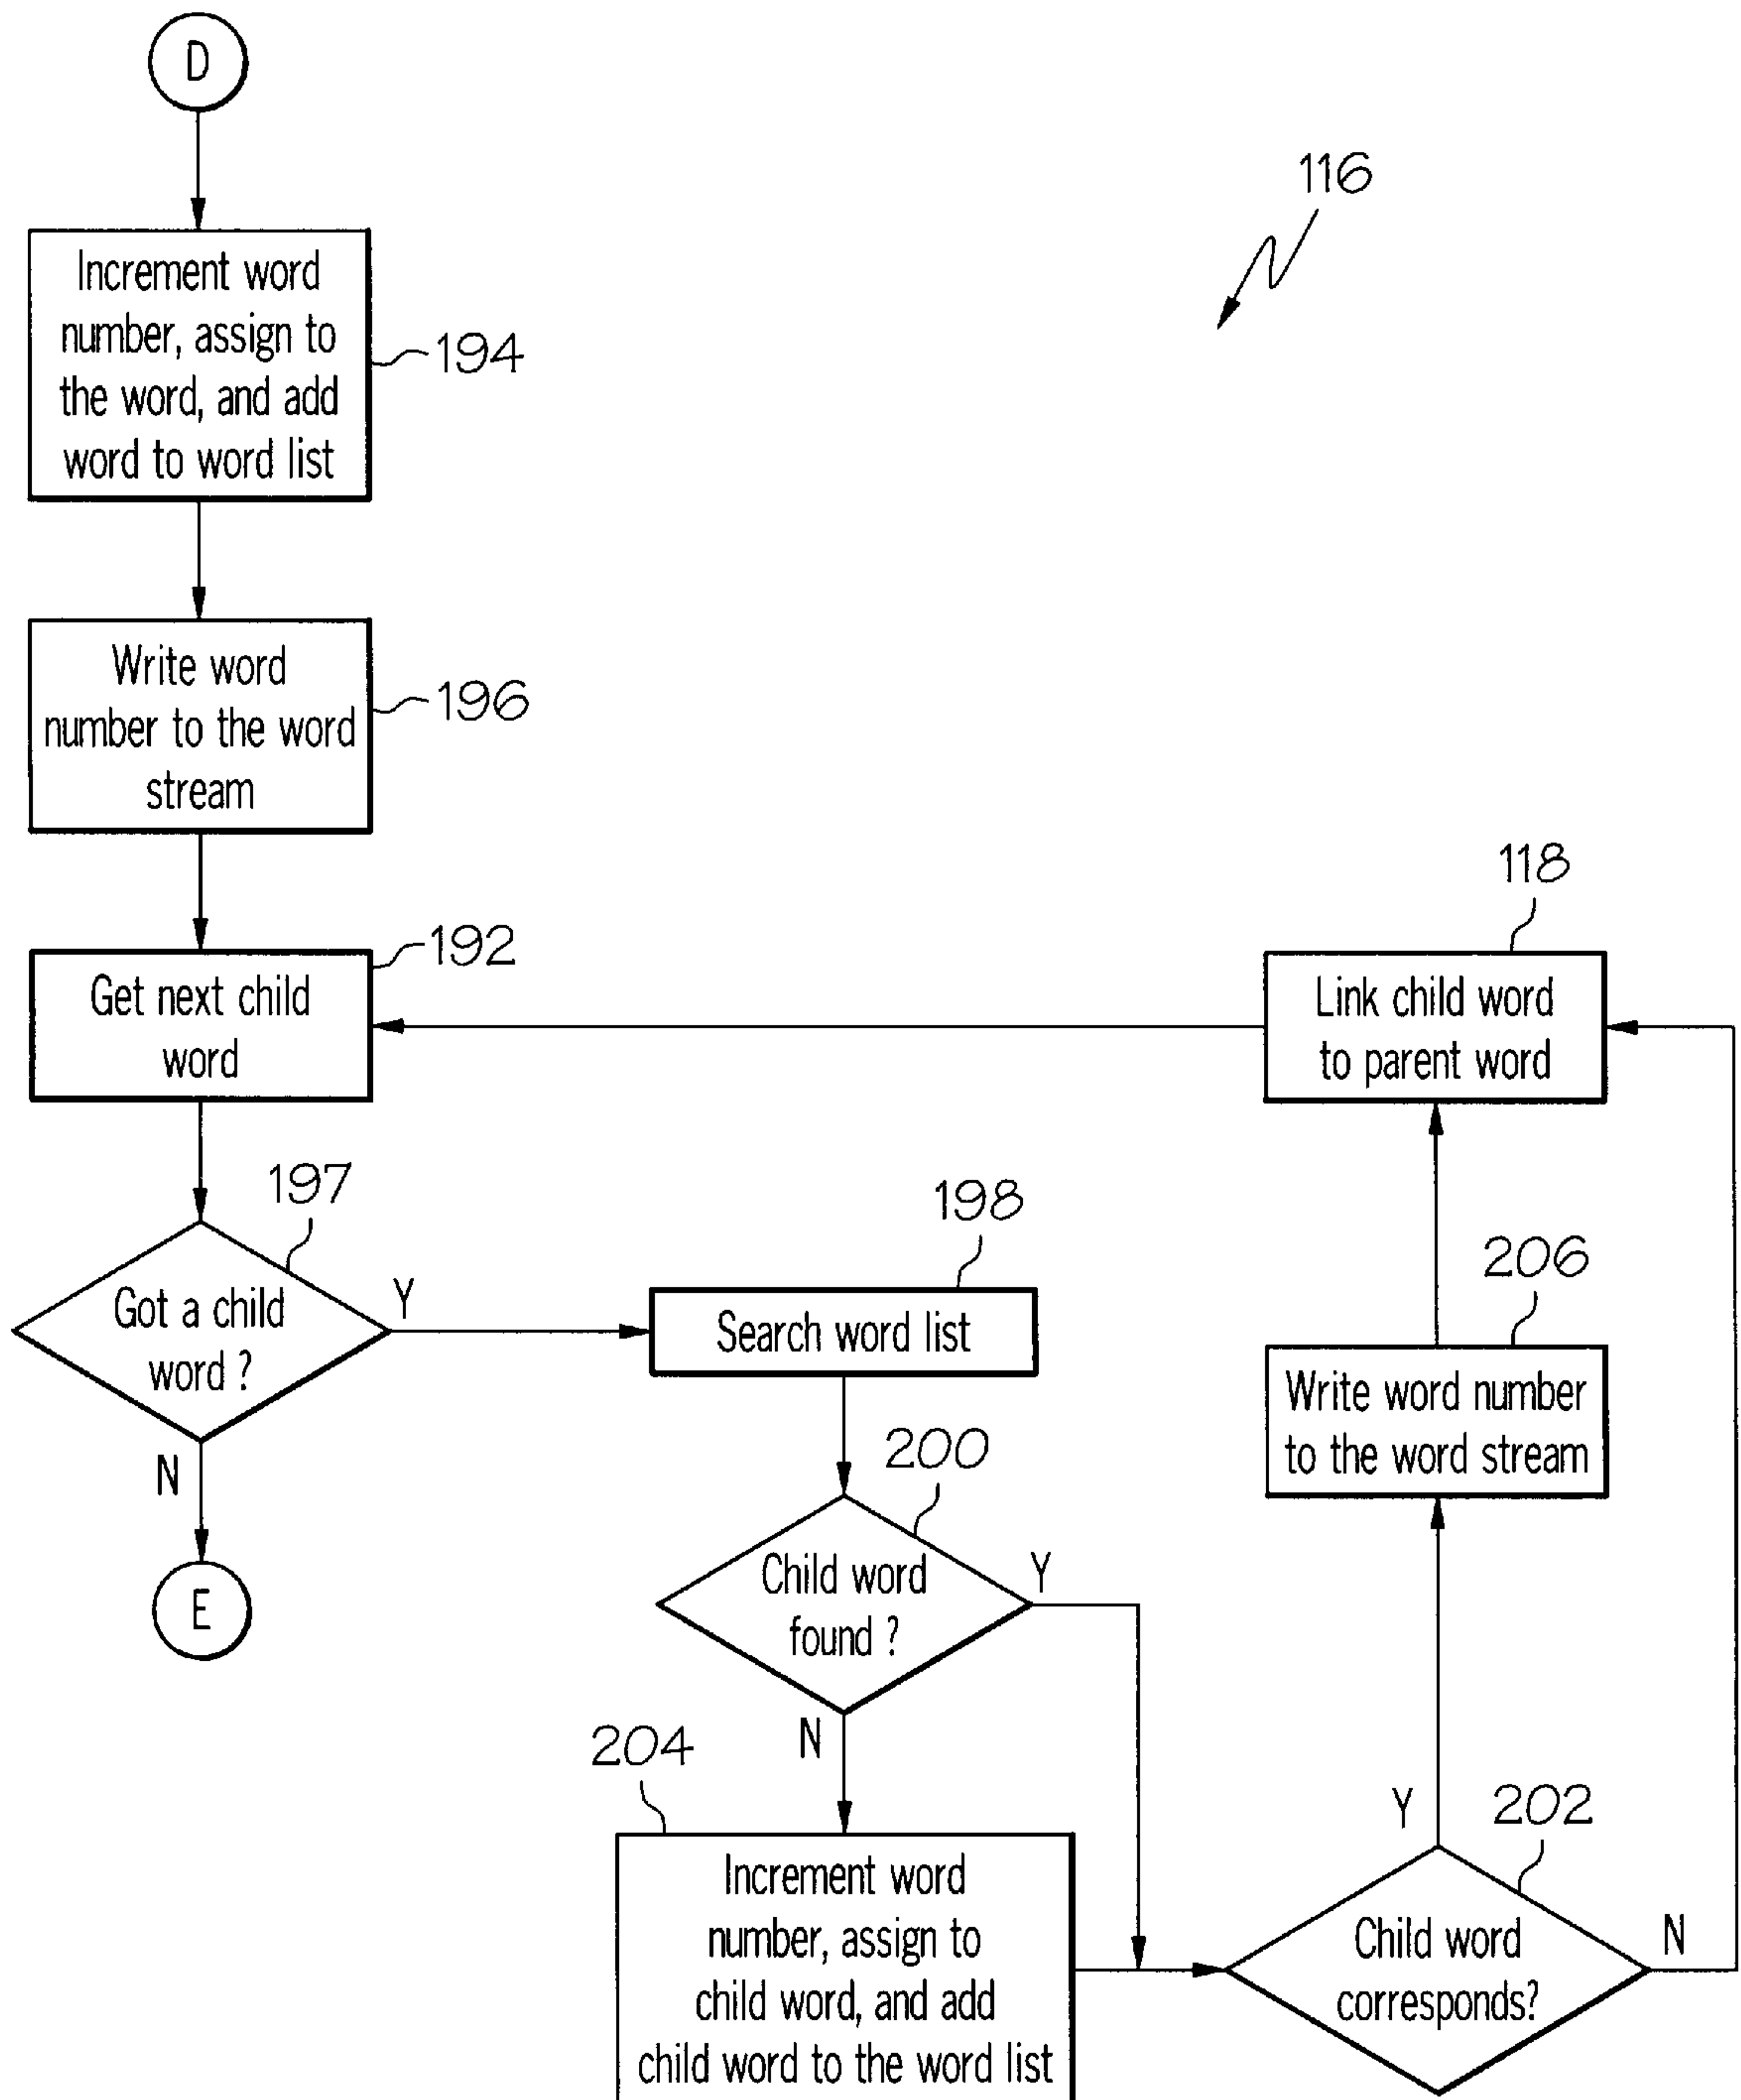 D
116
Increment word
number, assign to
the word, and add
word to word list
194
Write word
number to the word
stream
196
118
192
Get next child
word
Link child word
to parent word
197
198
206
Got a child
word ?
Y
N
Search word list
Write word number
to the word stream
200
E
Child word
found ?
Y
N
204
Y
202
Increment word
number, assign to
child word, and add
child word to the word list
Child word
corresponds?
N